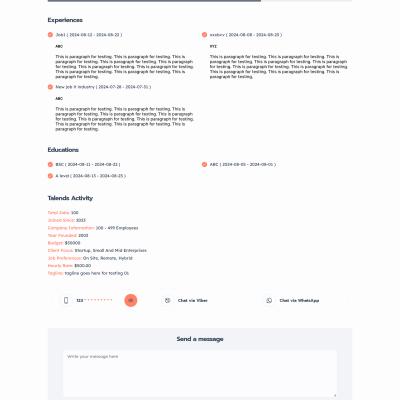 Experiences
Job1 ( 2024-08-12 - 2024-08-22 )
ABC
This is paragraph for testing. This is paragraph for testing. This is
paragraph for testing. This is paragraph for testing. This is
paragraph for testing. This is paragraph for testing. This is
paragraph for testing. This is paragraph for testing. This is
paragraph for testing.
( 2024-08-08 - 2024-08-23 )
XYZ
This is paragraph for testing. This is paragraph for testing. This is
paragraph for testing. This is paragraph for testing. This is
paragraph for testing. This is paragraph for testing. This is
paragraph for testing. This is paragraph for testing. This is
paragraph for testing.
New Job it industry ( 2024-07-28 - 2024-07-31 )
ABC
This is paragraph for testing. This is paragraph for testing. This is
paragraph for testing. This is paragraph for testing. This is
paragraph for testing. This is paragraph for testing. This is
paragraph for testing. This is paragraph for testing. This is
paragraph for testing.
Educations
BSC ( 2024-08-11 - 2024-08-22 )
ABC ( 2024-08-05 - 2024-09-01 )
A level ( 2024-08-13 - 2024-08-23 )
Talends Activity
Total Jobs: 100
Joined Since: 2023
Company Information: 100 - 499 Employees
Year Founded: 2003
Budget: $50000
Client Focus: Startup, Small And Mid Enterprises
Job Preferences: On Site, Remote, Hybrid
Hourly Rate: $500.00
Tagline: tagline goes here for testing 01
123**********
Chat via Viber
Chat via WhatsApp
Send a message
Write your message here